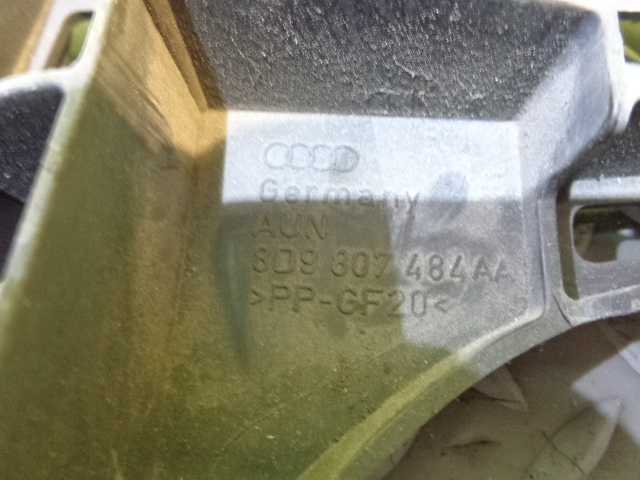 Germany
AUN
8D9 807 484AA
>PP-GF20<